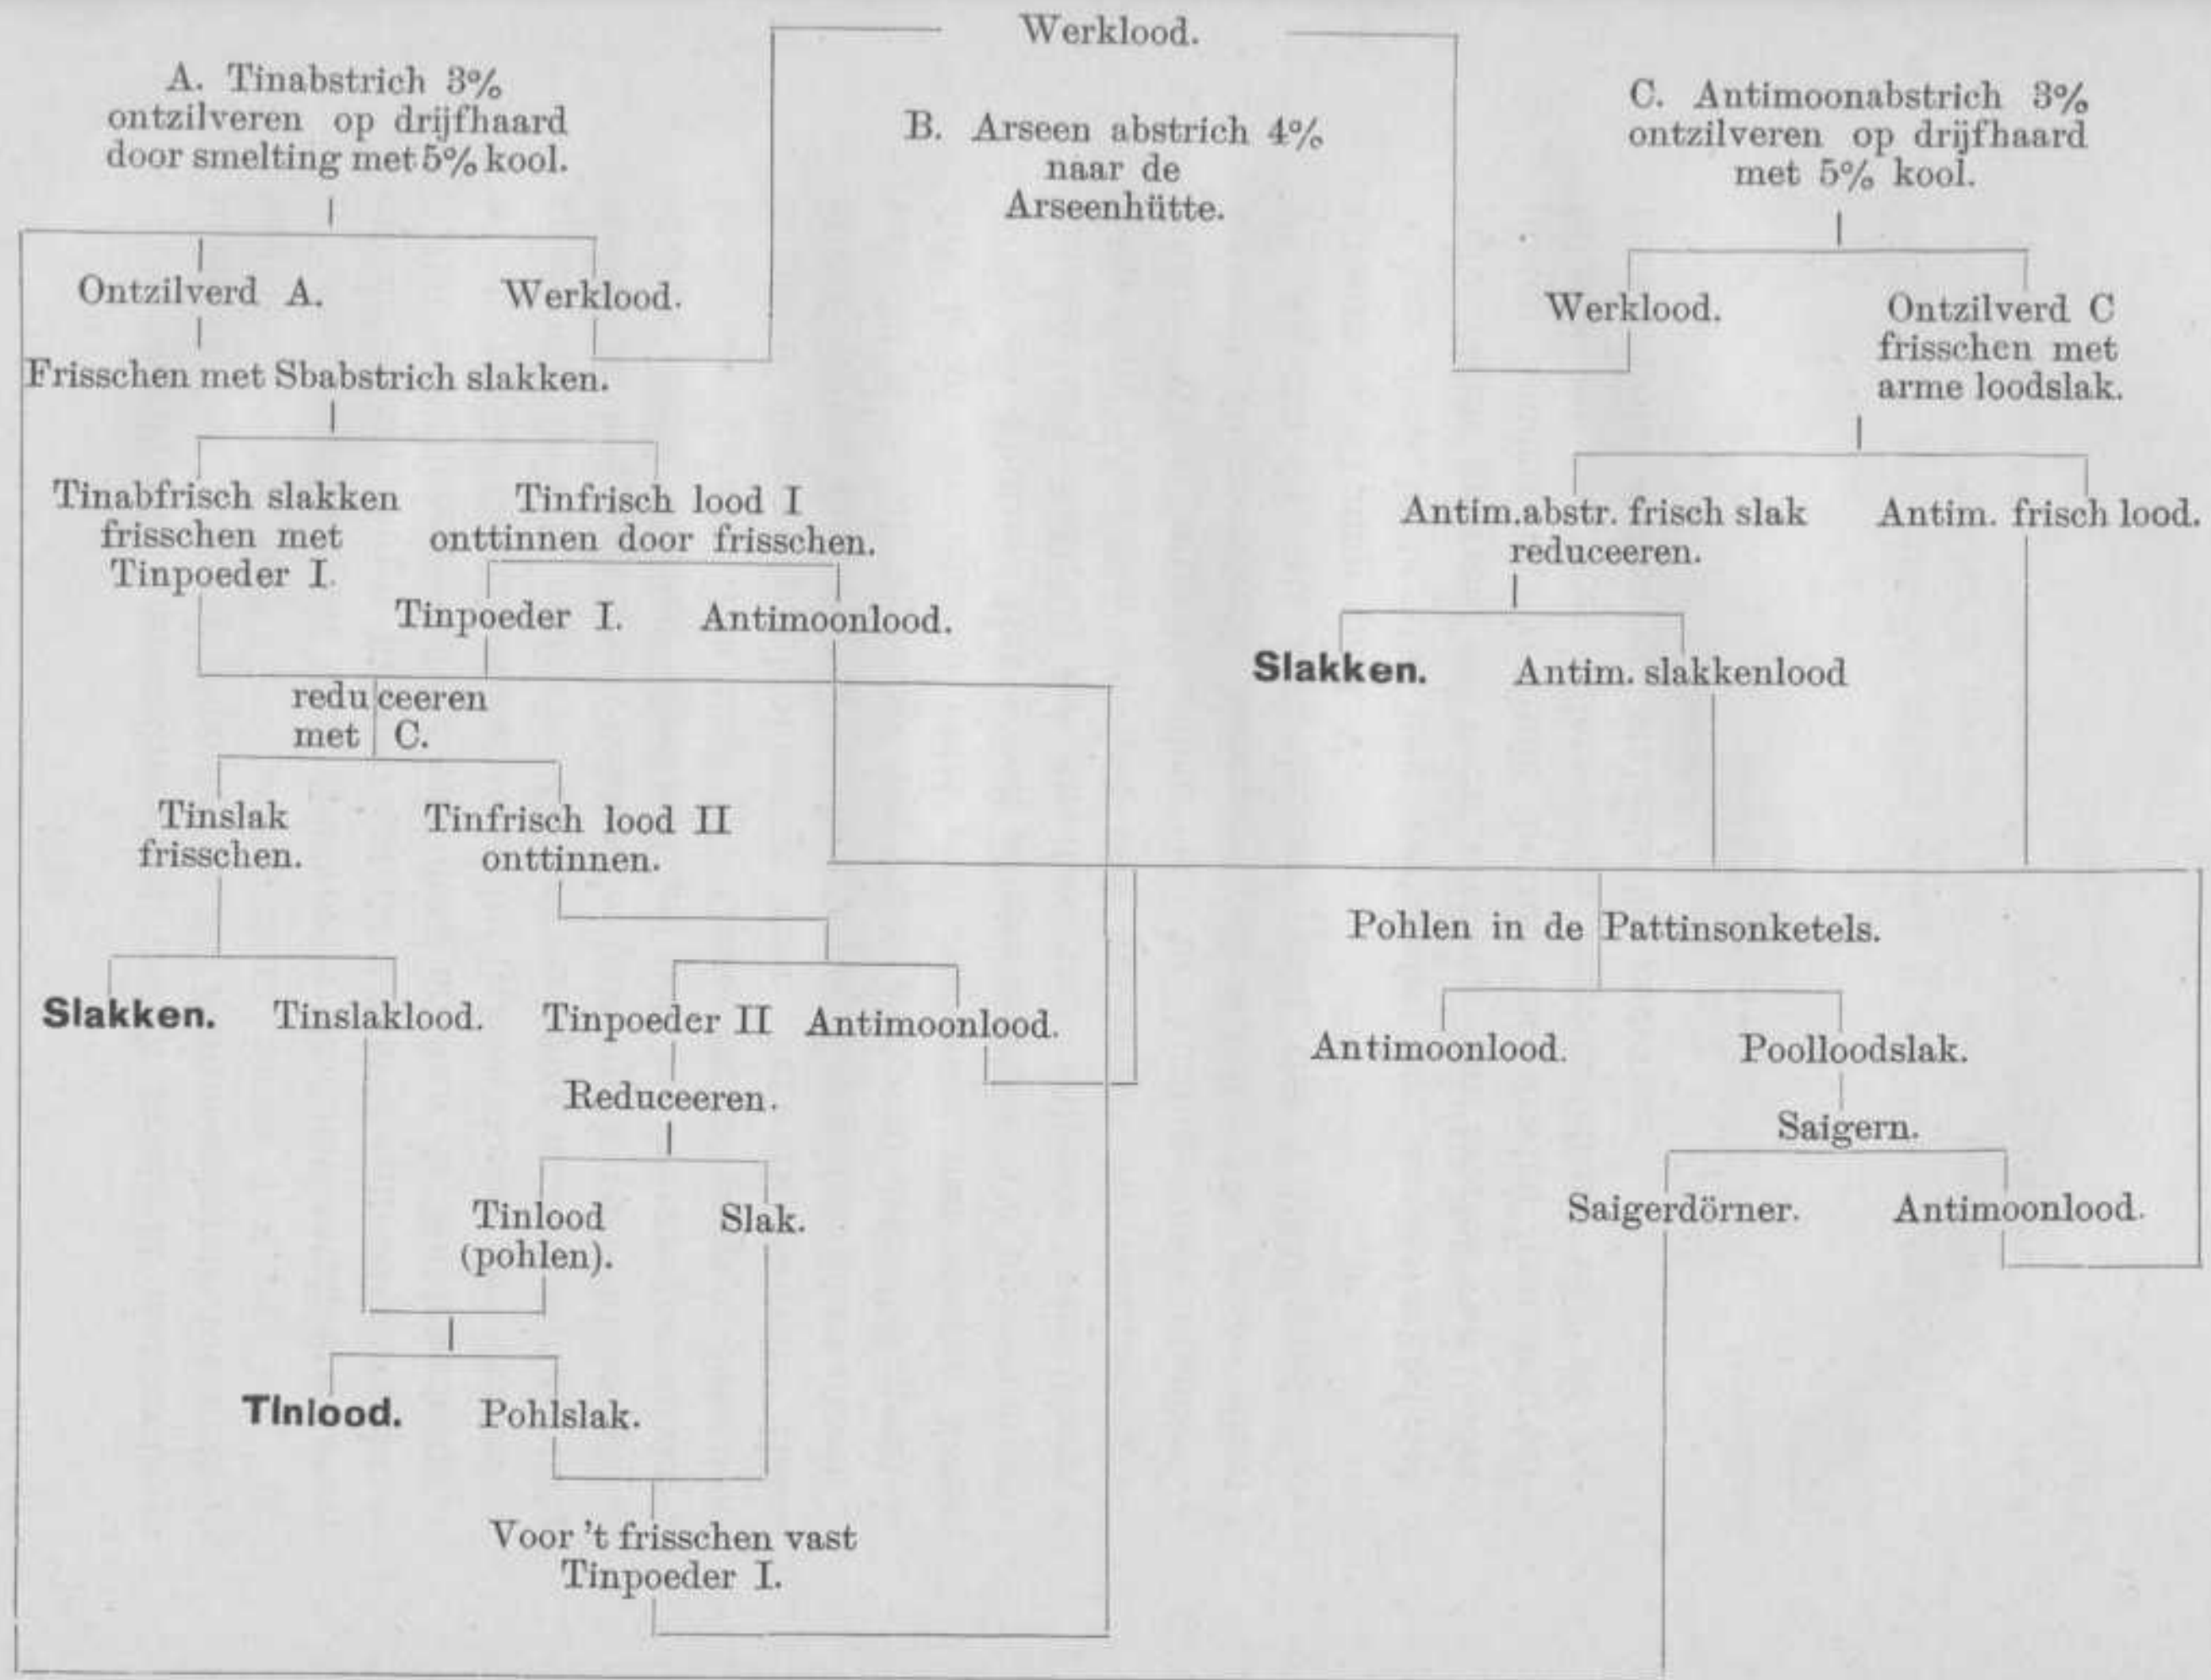 Werklood.
A. Tinabstrich 3%
ontzilveren op drijfhaard
door smelting met 5% kool.
B. Arseen abstrich 4%
naar de
Arseenhütte.
C. Antimoonabstrich 3%
ontzilveren op drijfhaard
met 5% kool.
Ontzilverd A.
Werklood.
Frisschen met Sbabstrich slakken.
Werklood.
Ontzilverd C
frisschen met
arme loodslak.
Tinabfrisch slakken
frisschen met
Tinpoeder I.
Tinfrisch lood I
onttinnen door frisschen.
Tinpoeder I.
Antimoonlood.
Antim.abstr. frisch slak
reduceeren.
Antim. frisch lood.
Slakken.
Antim. slakkenlood
reduceeren
met C.
Tinslak
frisschen.
Tinfrisch lood II
onttinnen.
Pohlen in de Pattinsonketels.
Slakken.
Tinslaklood.
Tinpoeder II
Antimoonlood.
Antimoonlood.
Poolloodslak.
Reduceeren.
Saigern.
Tinlood
(pohlen).
Slak.
Saigerdörner.
Antimoonlood.
Tinlood.
Pohlslak.
Voor 't frisschen vast
Tinpoeder I.